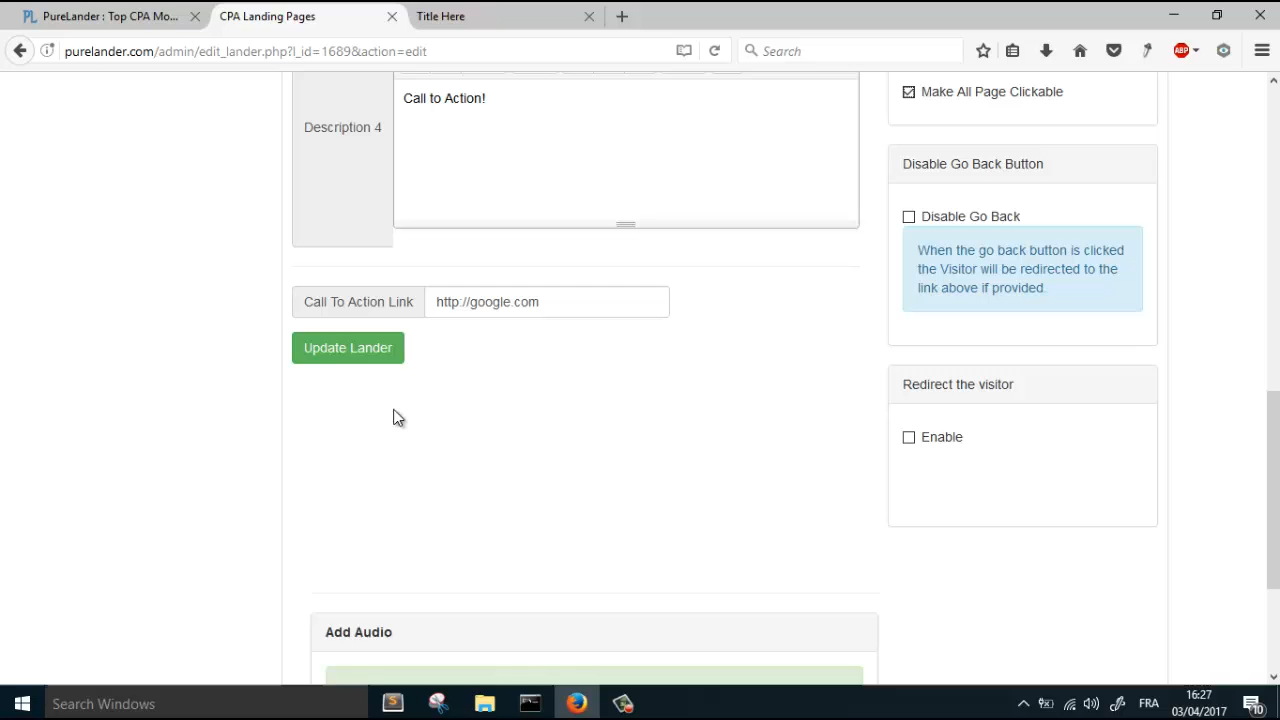 PureLander : Top CPA Mo...
CPA Landing Pages
Title Here
purelander.com/admin/edit_lander.php?l_id=1689&action=edit
Search
ABP
Call to Action!
Description 4
Make All Page Clickable
Disable Go Back Button
Disable Go Back
When the go back button is clicked
the Visitor will be redirected to the
link above if provided.
Call To Action Link
http://google.com
Update Lander
Redirect the visitor
Enable
Add Audio
Search Windows
FRA
16:27
03/04/2017
10